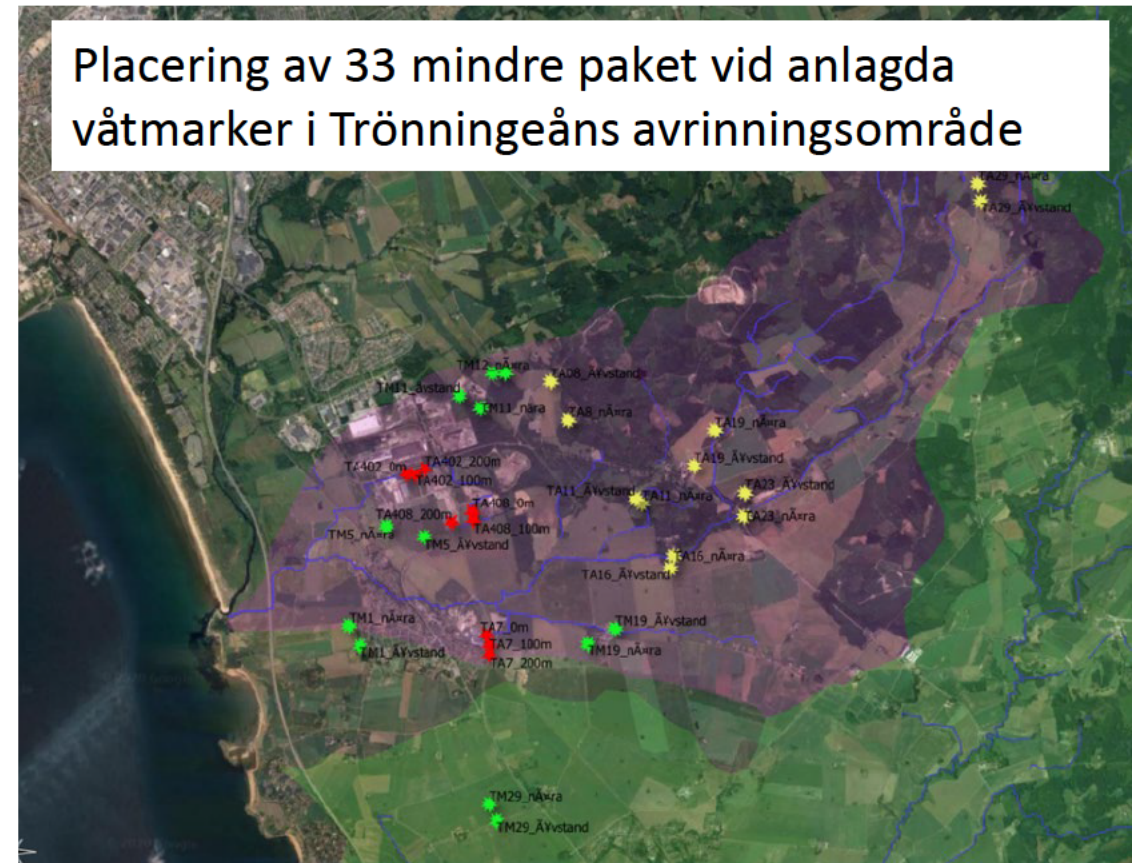 Placering av 33 mindre paket vid anlagda
våtmarker i Trönningeåns avrinningsområde
TA29_nÃ¤ra
TA29_Ã¥vstand
TM12_nÃ¤ra
TA08_Ã¥vstand
TM11_avstand
TM11_nara
TA8_nÃ¤ra
TA19_nÃ¤ra
TA402_200m
TA402_0m
TA402_100m
TA19_Ã¥vstand
TA23_Ã¥vstand
TA11_Ã¥vstand
TA11_nÃ¤ra
TA408_0m
TA408_200m
TA23_nÃ¤ra
TA408_100m
TM5_nÃ¤ra
TM5_Ã¥vstand
TA16_nÃ¤ra
TA16_Ã¥vstand
TM1_nÃ¤ra
TM19_Ã¥vstand
TA7_0m
TA7_100m
TM1_Ã¥vstand
TM19_nÃ¤ra
TA7_200m
TM29_nÃ¤ra
TM29_Ã¥vstand